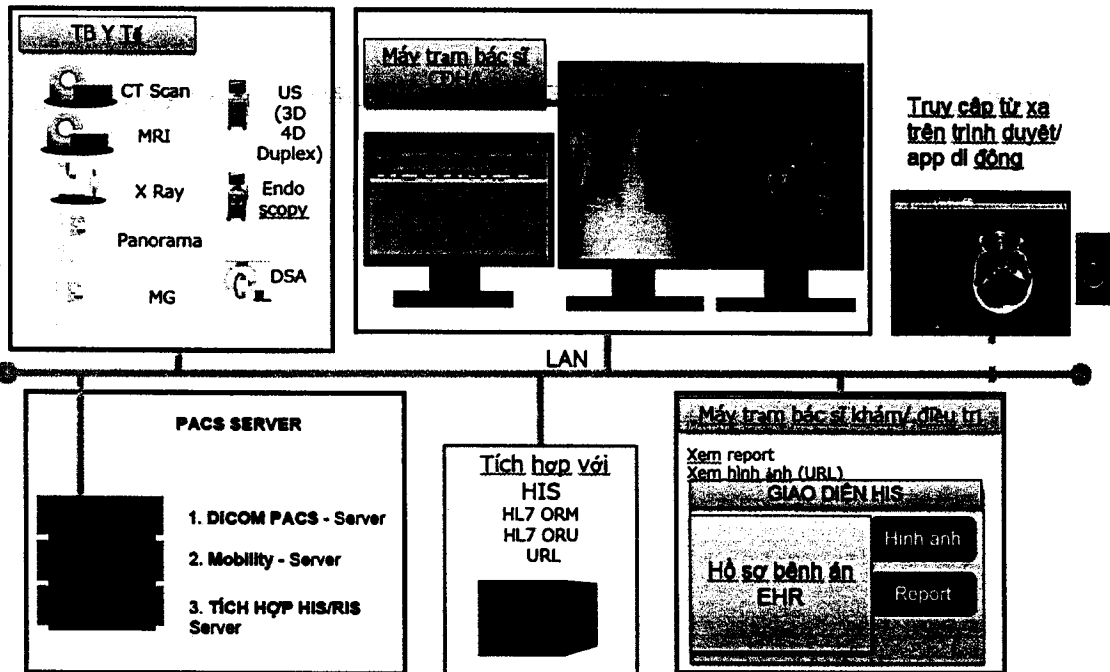 TB Y Tế
CT Scan
MRI
X Ray
Panorama
MG
US
(3D
4D
Duplex)
Endo
scopy
DSA
Máy trạm bác sĩ
CĐHA
Truy cập từ xa
trên trình duyệt/
app di động
LAN
PACS SERVER
1. DICOM PACS - Server
2. Mobility - Server
3. TÍCH HỢP HIS/RIS
Server
Tích hợp với
HIS
HL7 ORM
HL7 ORU
URL
Máy trạm bác sĩ khám/ điều trị
Xem report
Xem hình ảnh (URL)
GIAO DIỆN HIS
Hồ sơ bệnh án
EHR
Hình ảnh
Report